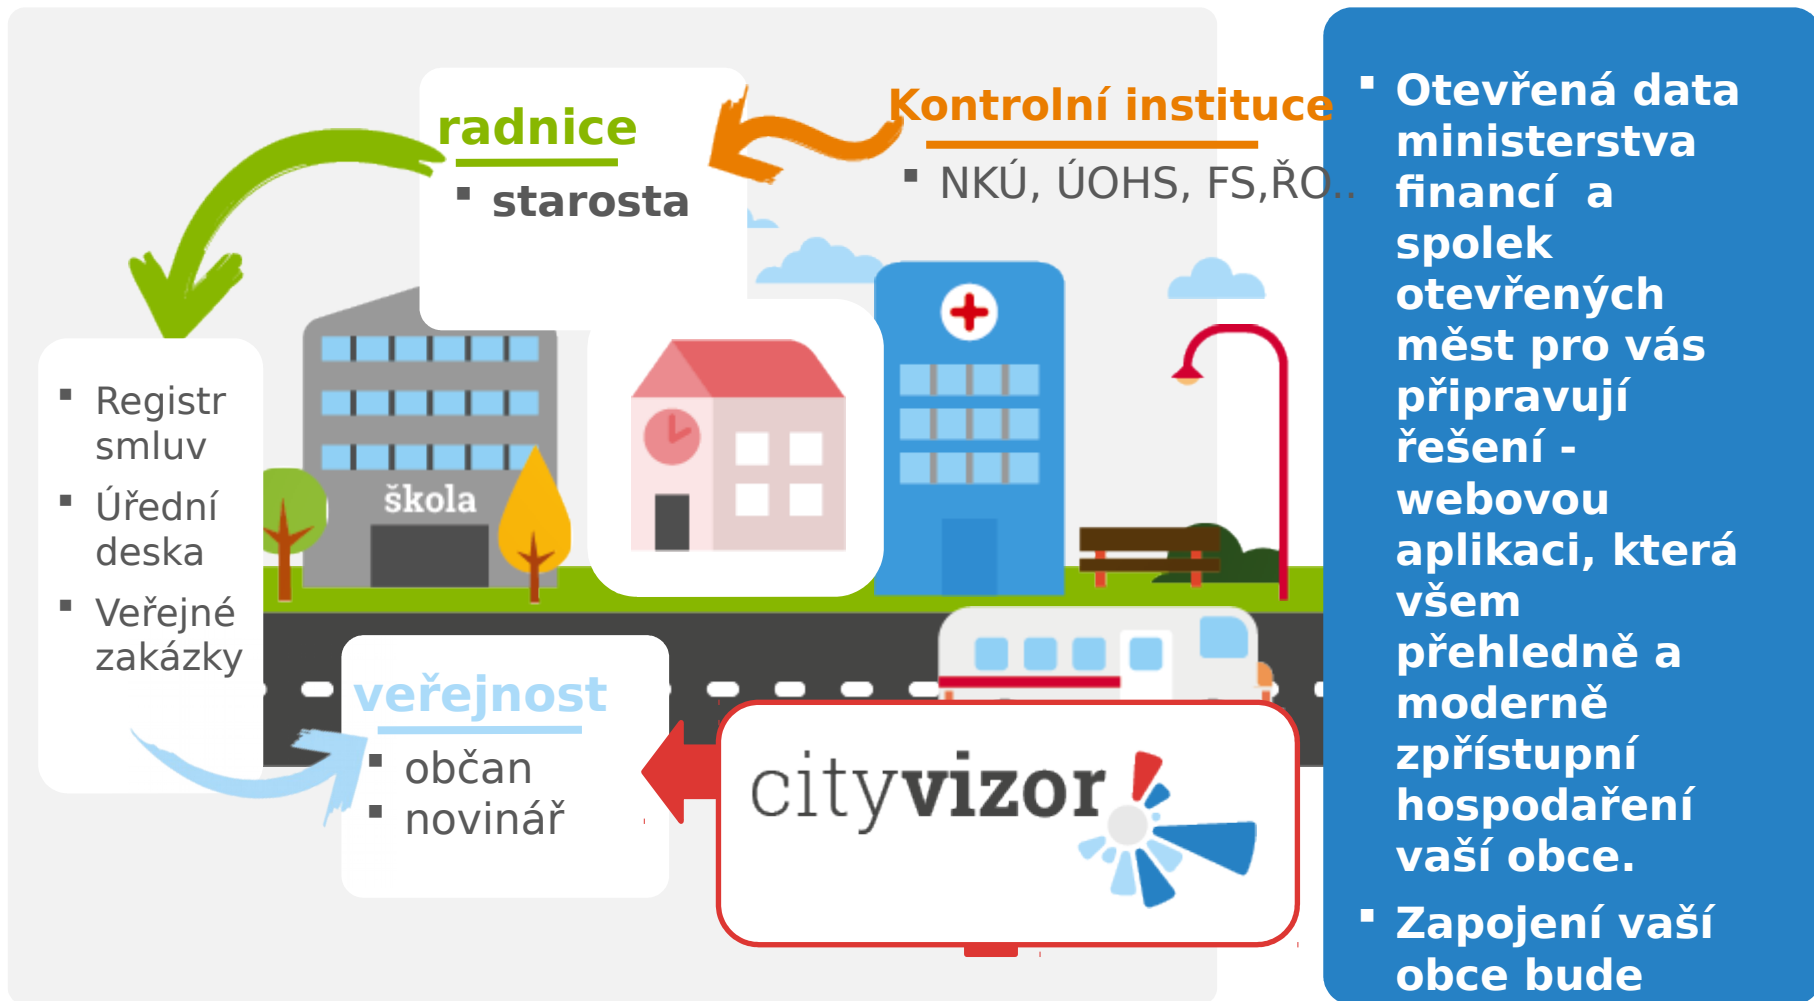 radnice
▪ starosta
Kontrolní instituce
▪ NKÚ, ÚOHS, FS,ŘO..
▪ Registr
smluv
▪ Úřední
deska
▪ Veřejné
zakázky
škola
veřejnost
▪ občan
▪ novinář
cityvizor
▪ Otevřená data
ministerstva
financí  a
spolek
otevřených
měst pro vás
připravují
řešení -
webovou
aplikaci, která
všem
přehledně a
moderně
zpřístupní
hospodaření
vaší obce.
▪ Zapojení vaší
obce bude